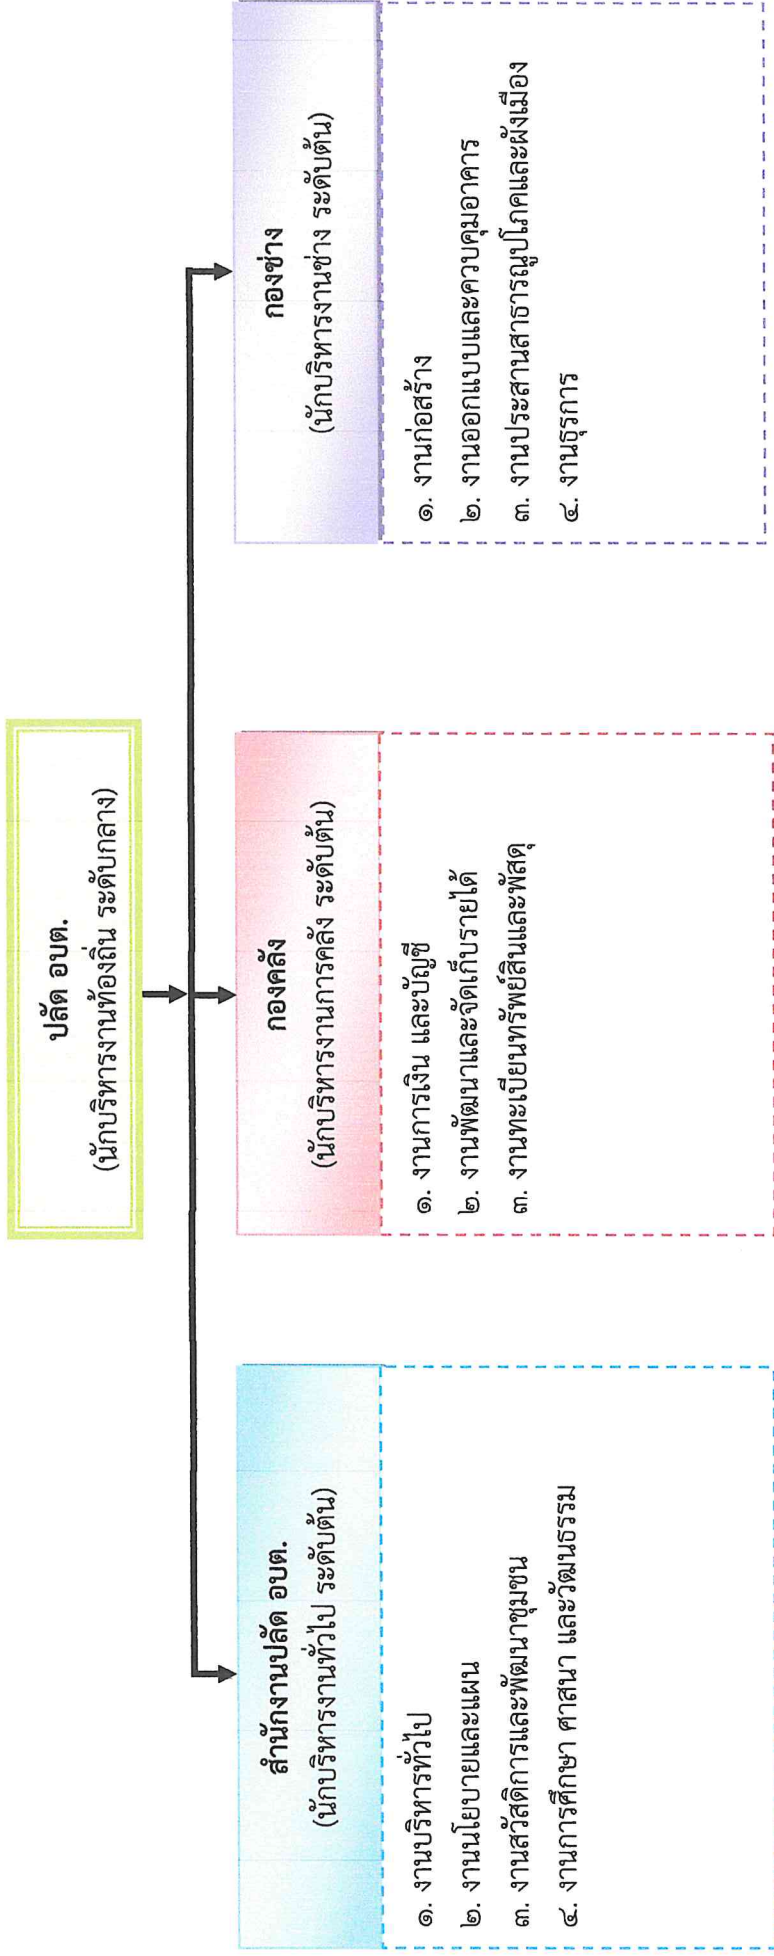 ปลัด อบต.
(นักบริหารงานท้องถิ่น ระดับกลาง)
สำนักงานปลัด อบต.
(นักบริหารงานทั่วไป ระดับต้น)
๑. งานบริหารทั่วไป
๒. งานนโยบายและแผน
๓. งานสวัสดิการและพัฒนาชุมชน
๔. งานการศึกษา ศาสนา และวัฒนธรรม
กองคลัง
(นักบริหารงานการคลัง ระดับต้น)
๑. งานการเงิน และบัญชี
๒. งานพัฒนาและจัดเก็บรายได้
๓. งานทะเบียนทรัพย์สินและพัสดุ
กองช่าง
(นักบริหารงานช่าง ระดับต้น)
๑. งานก่อสร้าง
๒. งานออกแบบและควบคุมอาคาร
๓. งานประสานสาธารณูปโภคและผังเมือง
๔. งานธุรการ